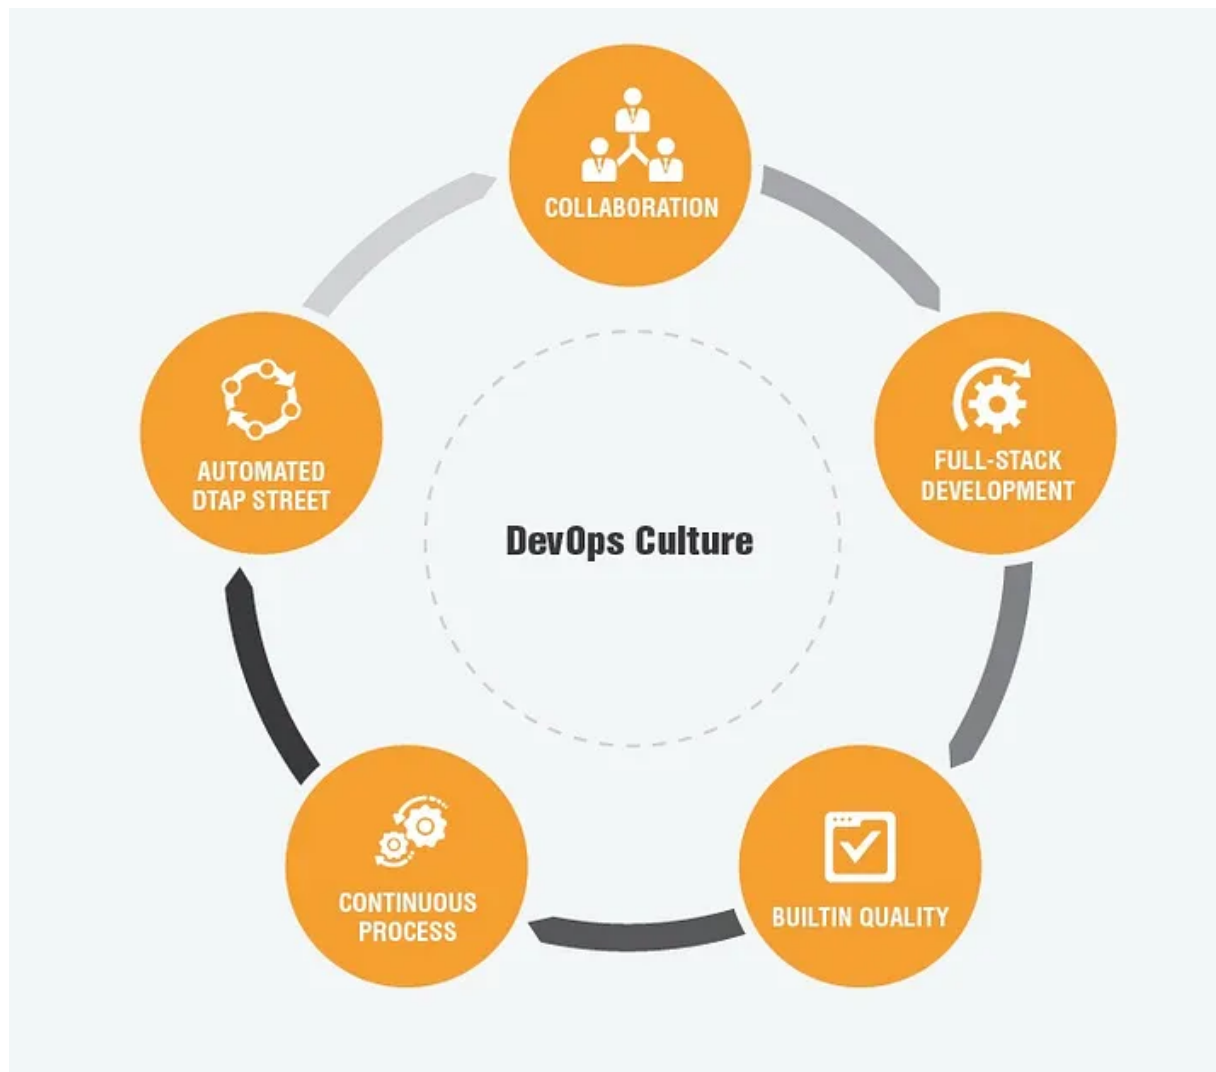 COLLABORATION
FULL-STACK
DEVELOPMENT
BUILTIN QUALITY
CONTINUOUS
PROCESS
AUTOMATED
DTAP STREET
DevOps Culture